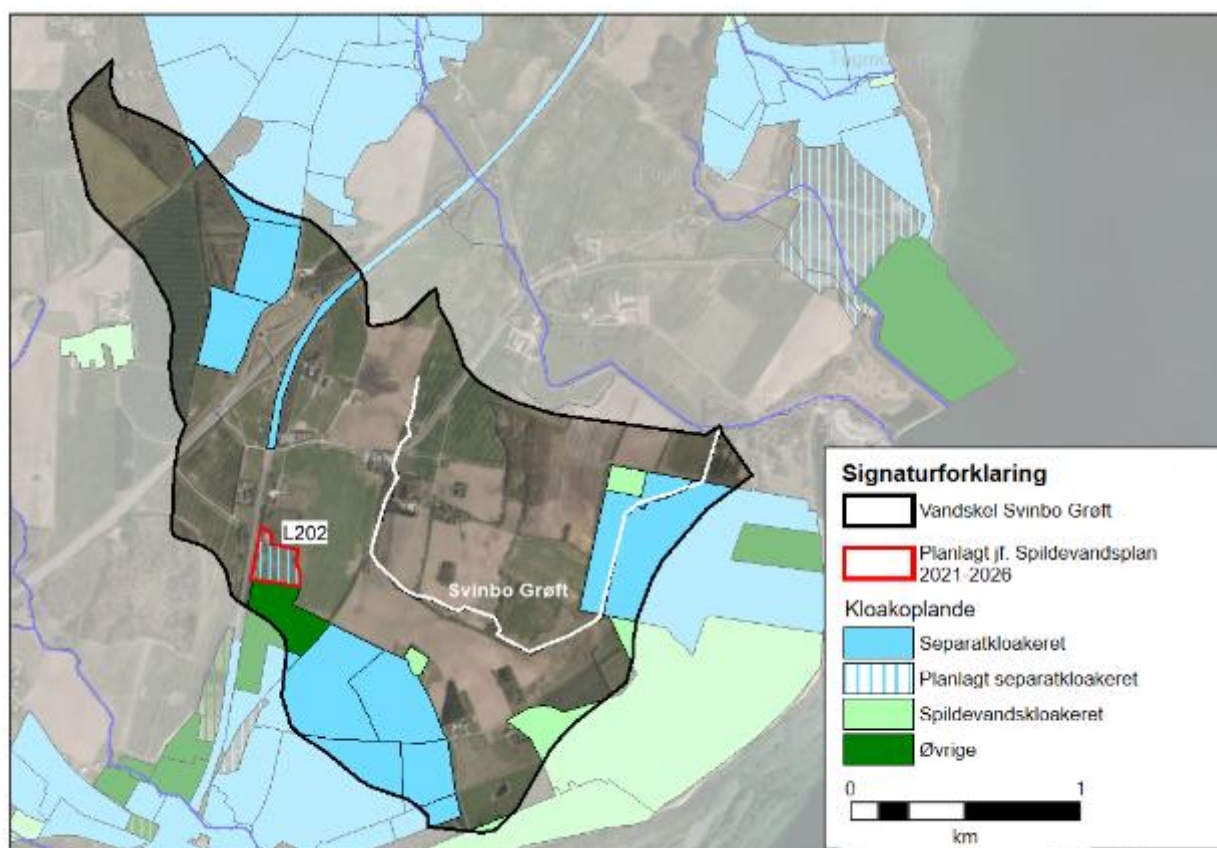 L202
Svinbo Grøft
Signaturforklaring
Vandskel Svinbo Grøft
Planlagt jf. Spildevandsplan
2021-2026
Kloakoplande
Separatkloakeret
Planlagt separatkloakeret
Spildevandskloakeret
Øvrige
0 1
km